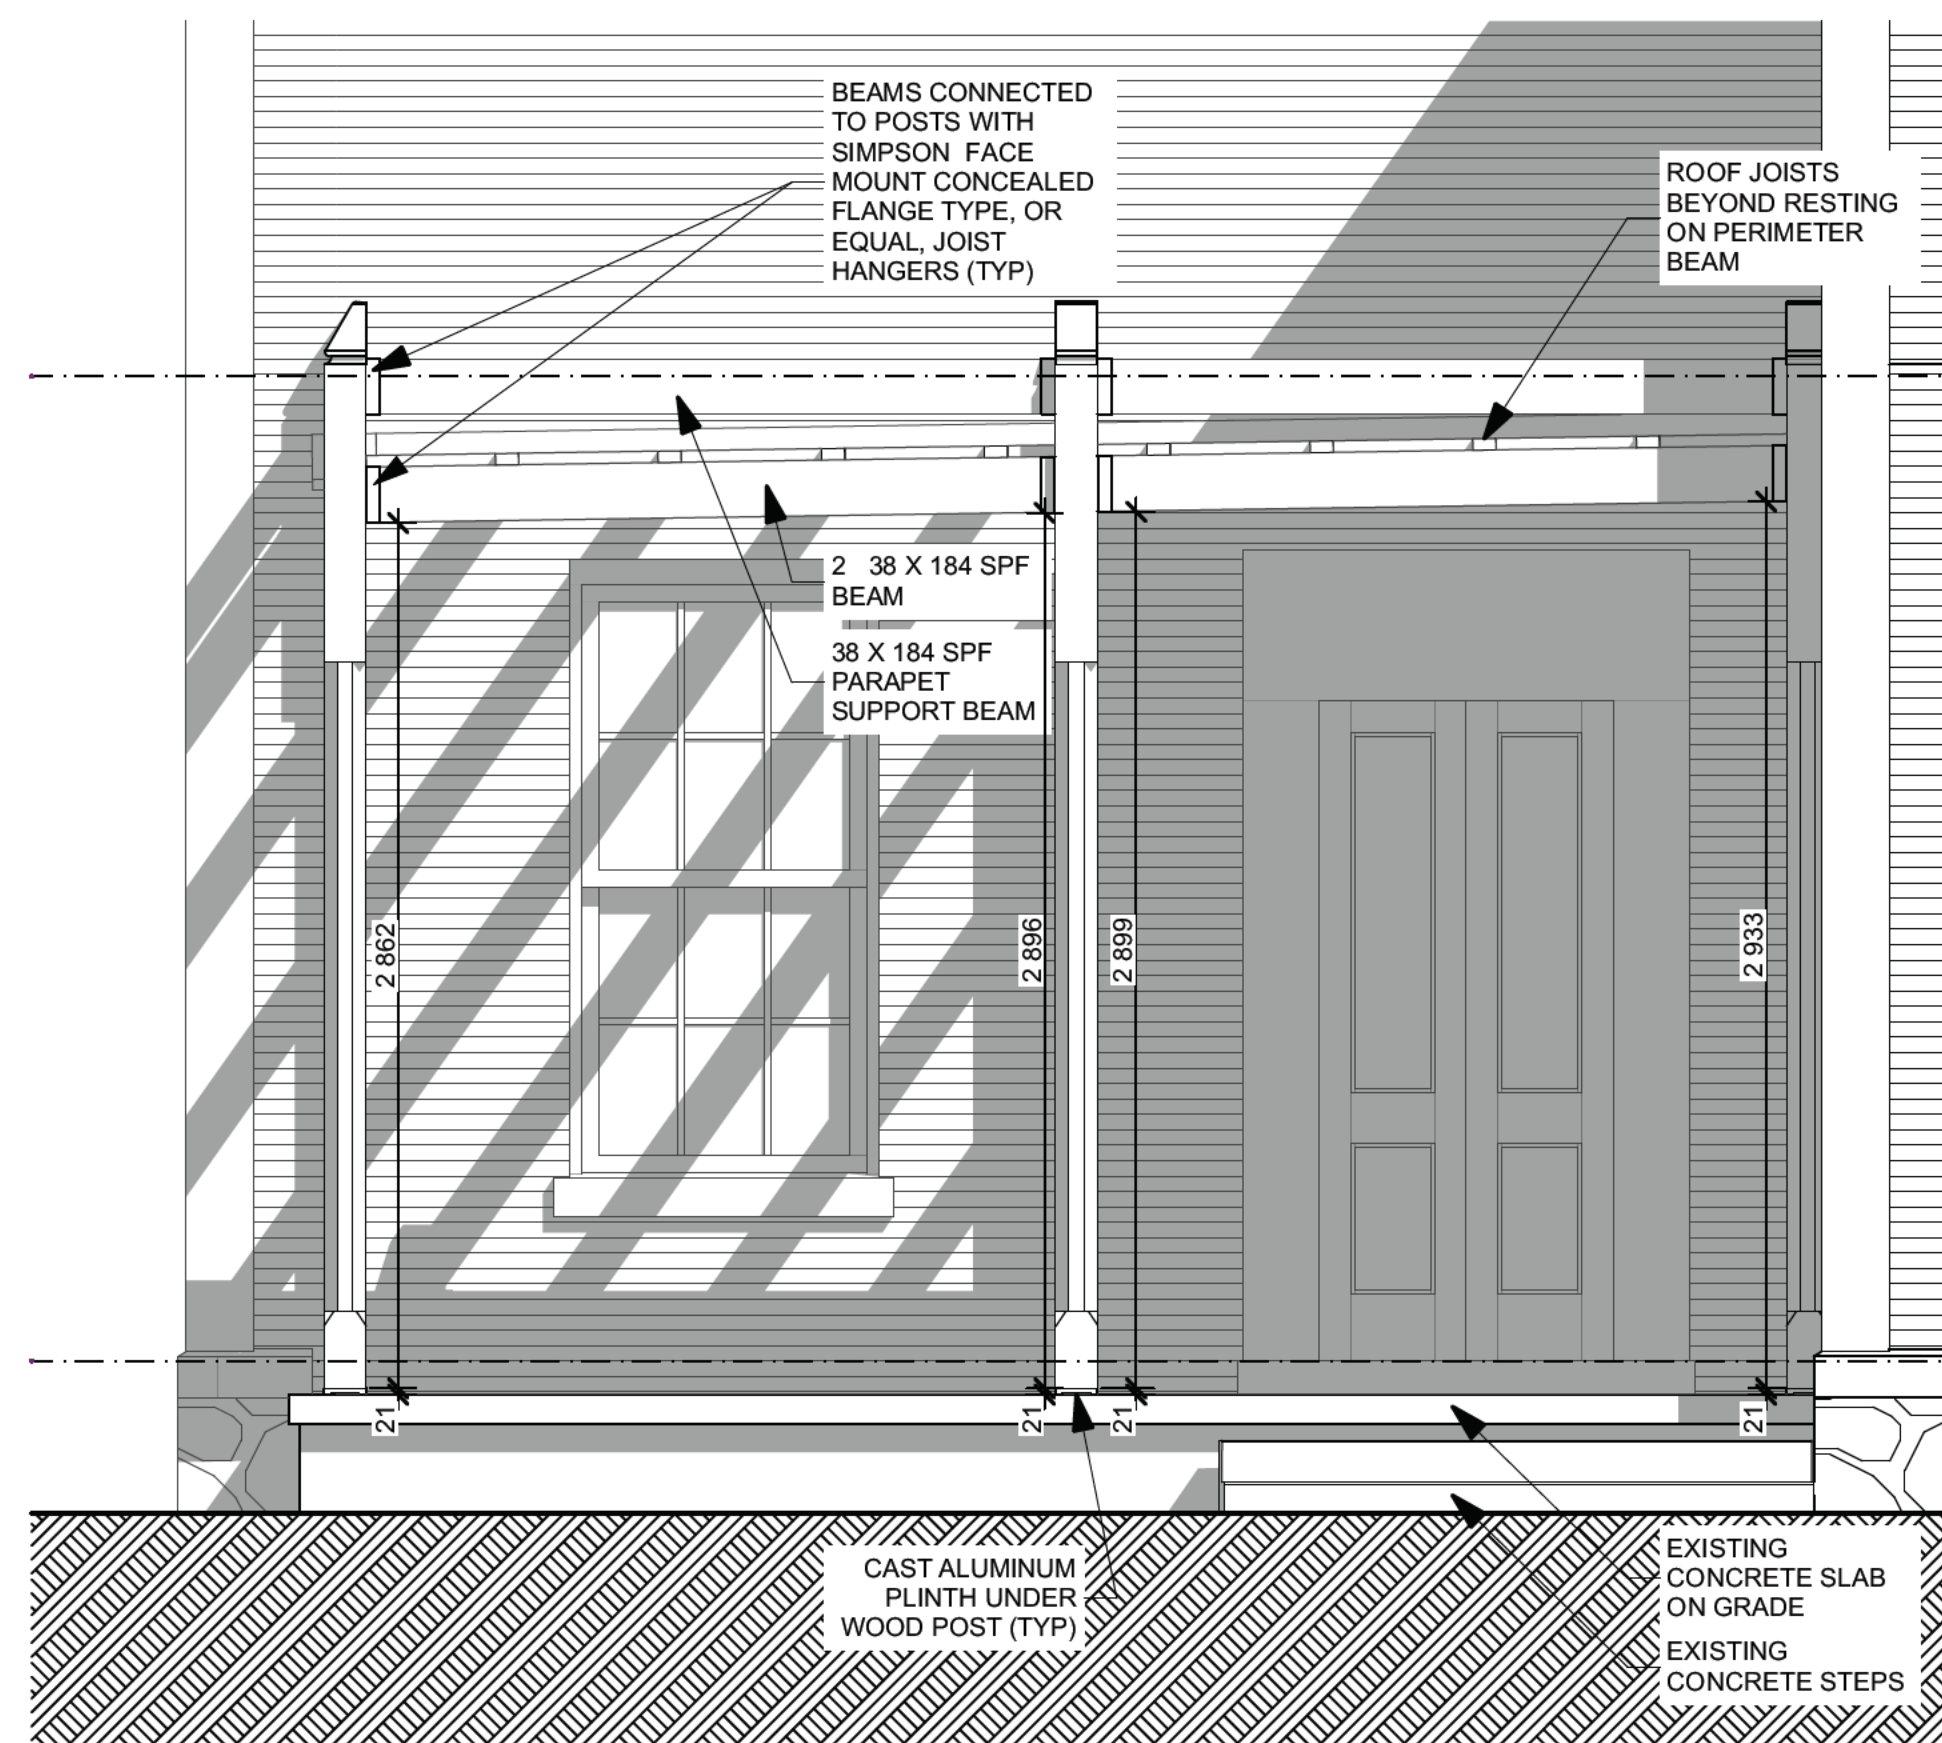 BEAMS CONNECTED
TO POSTS WITH
SIMPSON FACE
MOUNT CONCEALED
FLANGE TYPE, OR
EQUAL, JOIST
HANGERS (TYP)
ROOF JOISTS
BEYOND RESTING
ON PERIMETER
BEAM
2 38 X 184 SPF
BEAM
38 X 184 SPF
PARAPET
SUPPORT BEAM
2 862
2 896
2 899
2 933
21
21
21
21
CAST ALUMINUM
PLINTH UNDER
WOOD POST (TYP)
EXISTING
CONCRETE SLAB
ON GRADE
EXISTING
CONCRETE STEPS